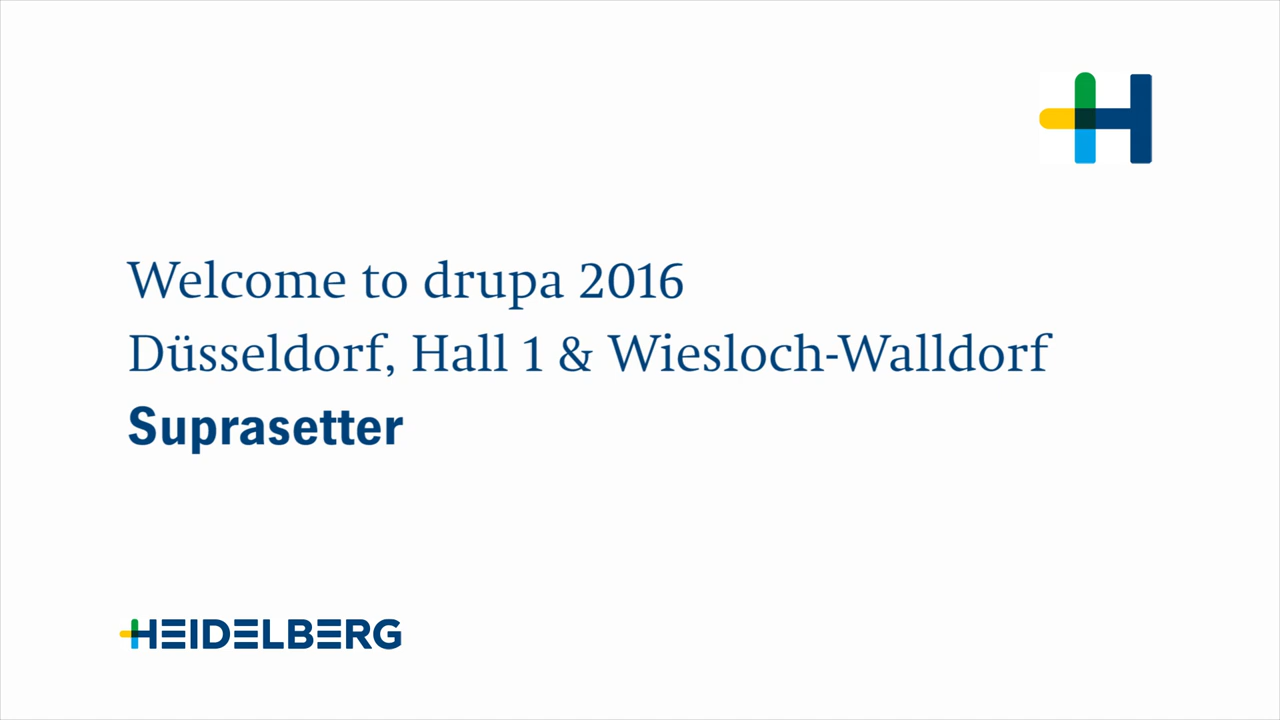 Welcome to drupa 2016
Düsseldorf, Hall 1 & Wiesloch-Walldorf
Suprasetter
HEIDELBERG